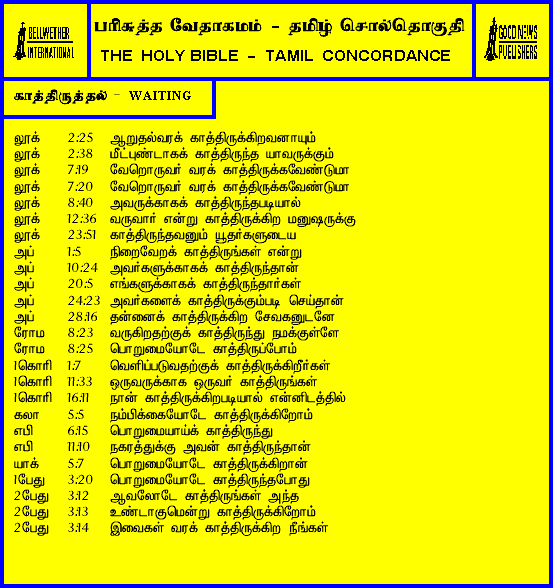 BELLWETHER
INTERNATIONAL
பரிசுத்த வேதாகமம் - தமிழ் சொல்தொகுதி
THE HOLY BIBLE - TAMIL CONCORDANCE
GOOD NEWS
PUBLISHERS
காத்திருத்தல் - WAITING
லூக் 2:25 ஆறுதல்வரக் காத்திருக்கிறவனாயும்
லூக் 2:38 மீட்புண்டாகக் காத்திருந்த யாவருக்கும்
லூக் 7:19 வேறொருவர் வரக் காத்திருக்கவேண்டுமா
லூக் 7:20 வேறொருவர் வரக் காத்திருக்கவேண்டுமா
லூக் 8:40 அவருக்காகக் காத்திருந்தபடியால்
லூக் 12:36 வருவார் என்று காத்திருக்கிற மனுஷருக்கு
லூக் 23:51 காத்திருந்தவனும் யூதர்களுடைய
அப் 1:5 நிறைவேறக் காத்திருங்கள் என்று
அப் 10:24 அவர்களுக்காகக் காத்திருந்தான்
அப் 20:5 எங்களுக்காகக் காத்திருந்தார்கள்
அப் 24:23 அவர்களைக் காத்திருக்கும்படி செய்தான்
அப் 28:16 தன்னைக் காத்திருக்கிற சேவகனுடனே
ரோம 8:23 வருகிறதற்குக் காத்திருந்து நமக்குள்ளே
ரோம 8:25 பொறுமையோடே காத்திருப்போம்
1கொரி 1:7 வெளிப்படுவதற்குக் காத்திருக்கிறீர்கள்
1கொரி 11:33 ஒருவருக்காக ஒருவர் காத்திருங்கள்
1கொரி 16:11 நான் காத்திருக்கிறபடியால் என்னிடத்தில்
கலா 5:5 நம்பிக்கையோடே காத்திருக்கிறோம்
எபி 6:15 பொறுமையாய்க் காத்திருந்து
எபி 11:10 நகரத்துக்கு அவன் காத்திருந்தான்
யாக் 5:7 பொறுமையோடே காத்திருக்கிறான்
1பேது 3:20 பொறுமையோடே காத்திருந்தபோது
2பேது 3:12 ஆவலோடே காத்திருங்கள் அந்த
2பேது 3:13 உண்டாகுமென்று காத்திருக்கிறோம்
2பேது 3:14 இவைகள் வரக் காத்திருக்கிற நீங்கள்